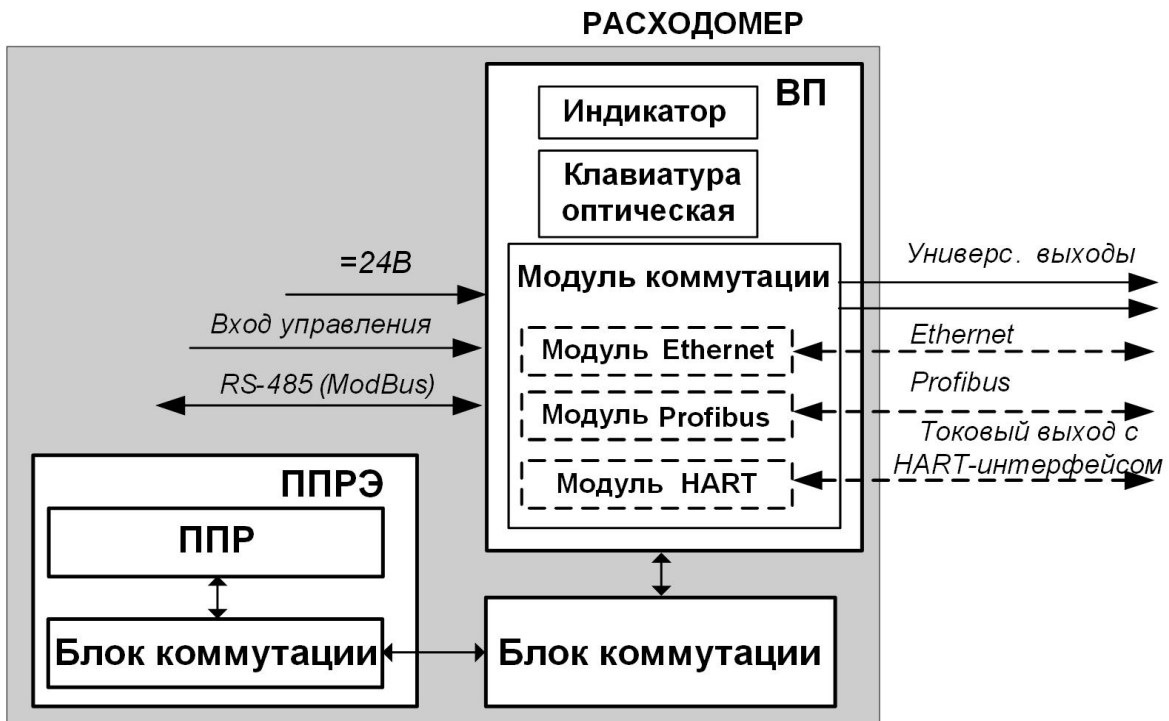 РАСХОДОМЕР
ВП
Индикатор
Клавиатура
оптическая
Модуль коммутации
Модуль Ethernet
Модуль Profibus
Модуль HART
=24В
Вход управления
RS-485 (ModBus)
Универс. выходы
Ethernet
Profibus
Токовый выход с
HART-интерфейсом
ППРЭ
ППР
Блок коммутации
Блок коммутации